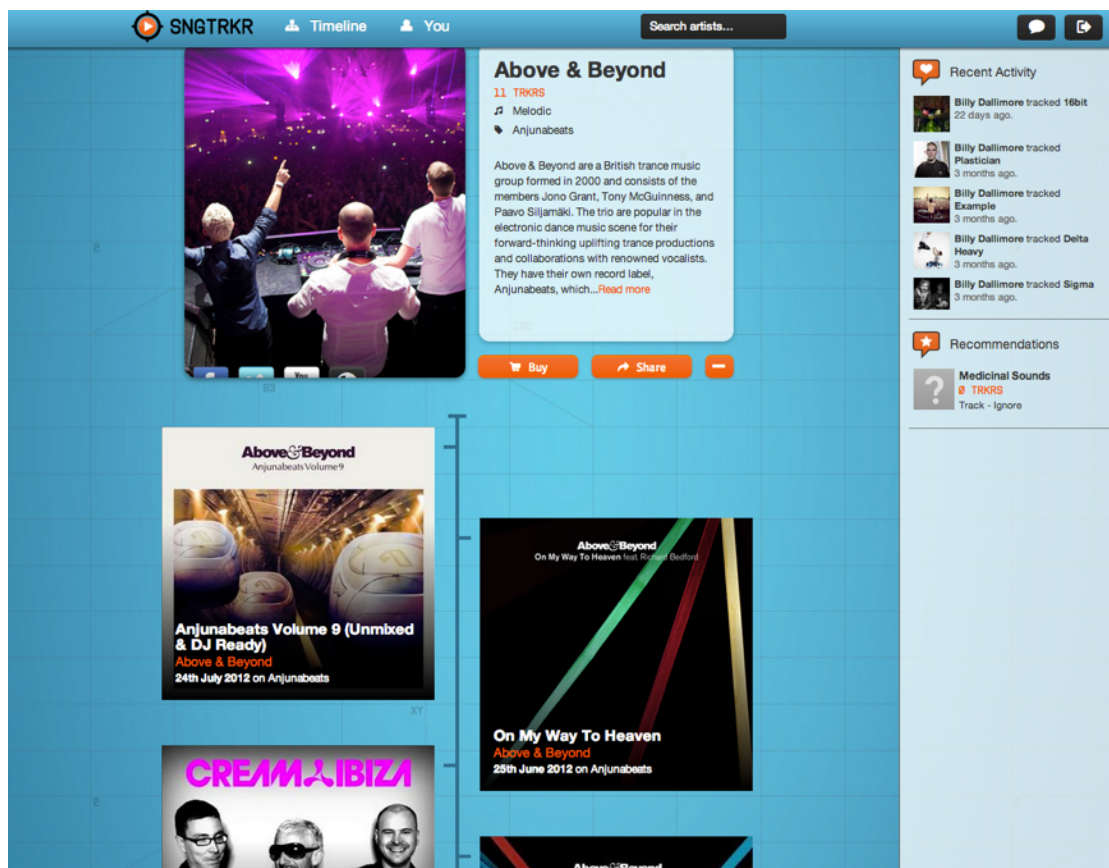 SNGTRKR
Timeline
You
Search artists...
Above & Beyond
11 TRKRS
Melodic
Anjunabeats
Above & Beyond are a British trance music
group formed in 2000 and consists of the
members Jono Grant, Tony McGuinness, and
Paavo Siljamäki. The trio are popular in the
electronic dance music scene for their
forward-thinking uplifting trance productions
and collaborations with renowned vocalists.
They have their own record label,
Anjunabeats, which...Read more
Buy
Share
Above&Beyond
Anjunabeats Volume 9
Anjunabeats Volume 9 (Unmixed
& DJ Ready)
Above & Beyond
24th July 2012 on Anjunabeats
Above&Beyond
On My Way To Heaven feat. Richard Bedford
On My Way To Heaven
Above & Beyond
25th June 2012 on Anjunabeats
CREAM IBIZA
Above&Beyond
Recent Activity
Billy Dallimore tracked 16bit
22 days ago.
Billy Dallimore tracked
Plastician
3 months ago.
Billy Dallimore tracked
Example
3 months ago.
Billy Dallimore tracked Delta
Heavy
3 months ago.
Billy Dallimore tracked Sigma
3 months ago.
Recommendations
?
Medicinal Sounds
0 TRKRS
Track - Ignore
83
XY
2
2